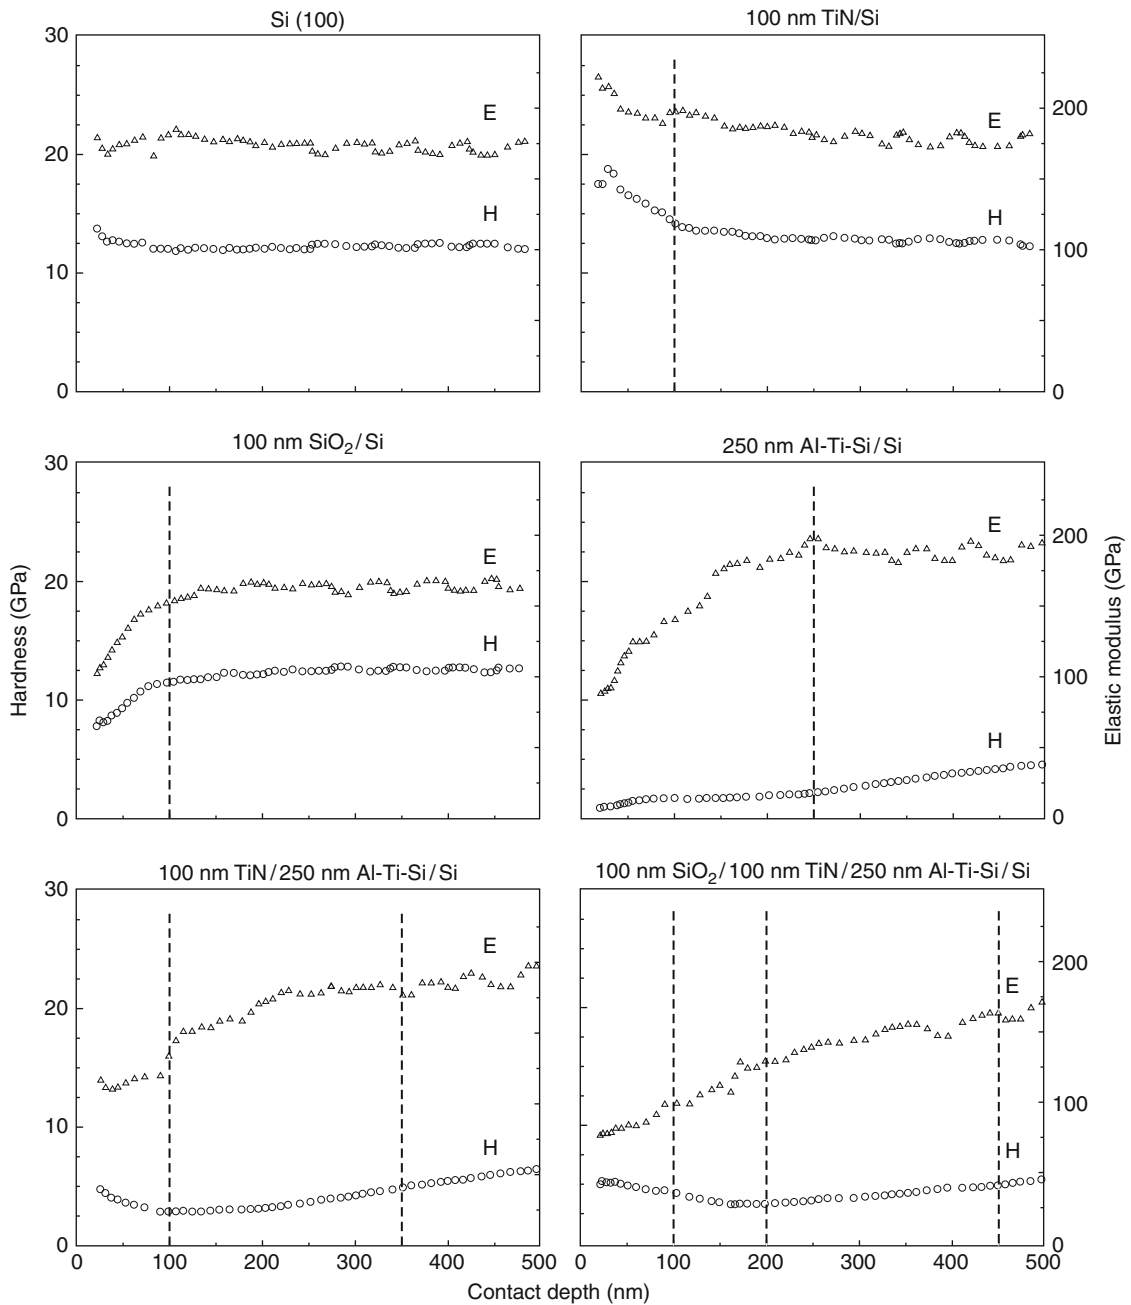 Si (100)
100 nm TiN/Si
30
20
10
0
E
H
E
H
200
100
0
100 nm SiO₂/Si
250 nm Al-Ti-Si/Si
30
20
10
0
E
H
E
H
200
100
0
Hardness (GPa)
Elastic modulus (GPa)
100 nm TiN/250 nm Al-Ti-Si/Si
100 nm SiO₂/100 nm TiN/250 nm Al-Ti-Si/Si
30
20
10
0
E
H
E
H
200
100
0
0 100 200 300 400 500
0 100 200 300 400 500
Contact depth (nm)